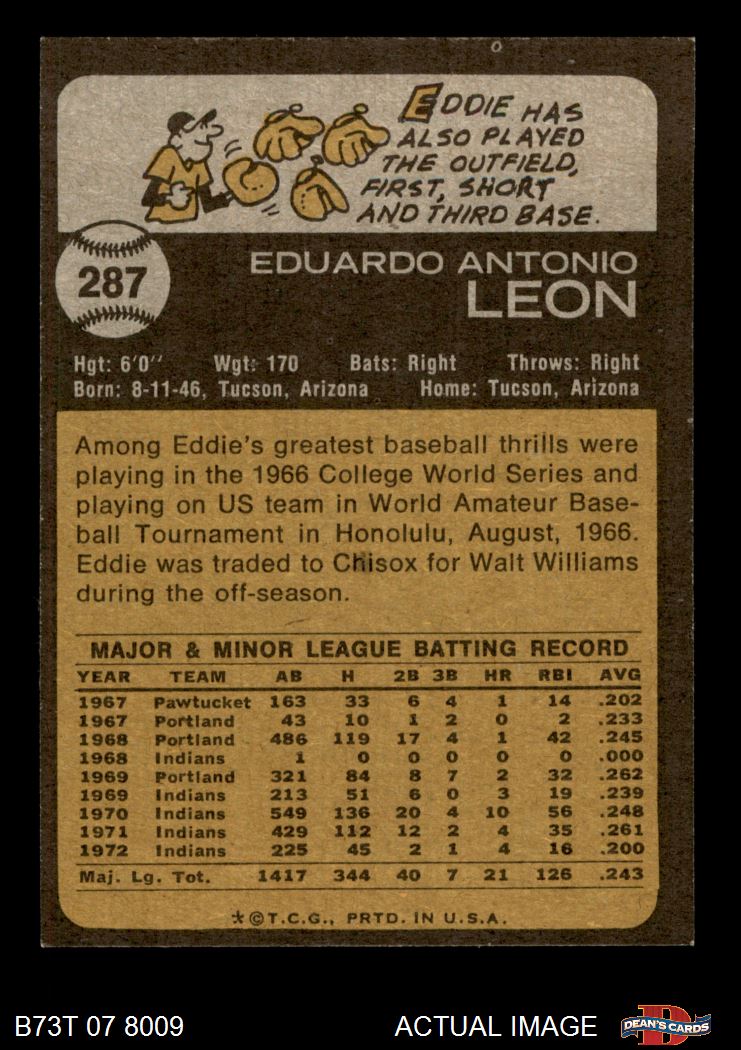 EDDIE HAS
ALSO PLAYED
THE OUTFIELD,
FIRST, SHORT
AND THIRD BASE.
287
EDUARDO ANTONIO
LEON
Hgt: 6'0'' Wgt: 170 Bats: Right Throws: Right
Born: 8-11-46, Tucson, Arizona Home: Tucson, Arizona
Among Eddie's greatest baseball thrills were
playing in the 1966 College World Series and
playing on US team in World Amateur Base-
ball Tournament in Honolulu, August, 1966.
Eddie was traded to Chisox for Walt Williams
during the off-season.
MAJOR & MINOR LEAGUE BATTING RECORD
YEAR TEAM AB H 2B 3B HR RBI AVG
1967 Pawtucket 163 33 6 4 1 14 .202
1967 Portland 43 10 1 2 0 2 .233
1968 Portland 486 119 17 4 1 42 .245
1968 Indians 1 0 0 0 0 0 .000
1969 Portland 321 84 8 7 2 32 .262
1969 Indians 213 51 6 0 3 19 .239
1970 Indians 549 136 20 4 10 56 .248
1971 Indians 429 112 12 2 4 35 .261
1972 Indians 225 45 2 1 4 16 .200
Maj. Lg. Tot. 1417 344 40 7 21 126 .243
*©T.C.G., PRTD. IN U.S.A.
B73T 07 8009 ACTUAL IMAGE
D
DEAN'S CARDS